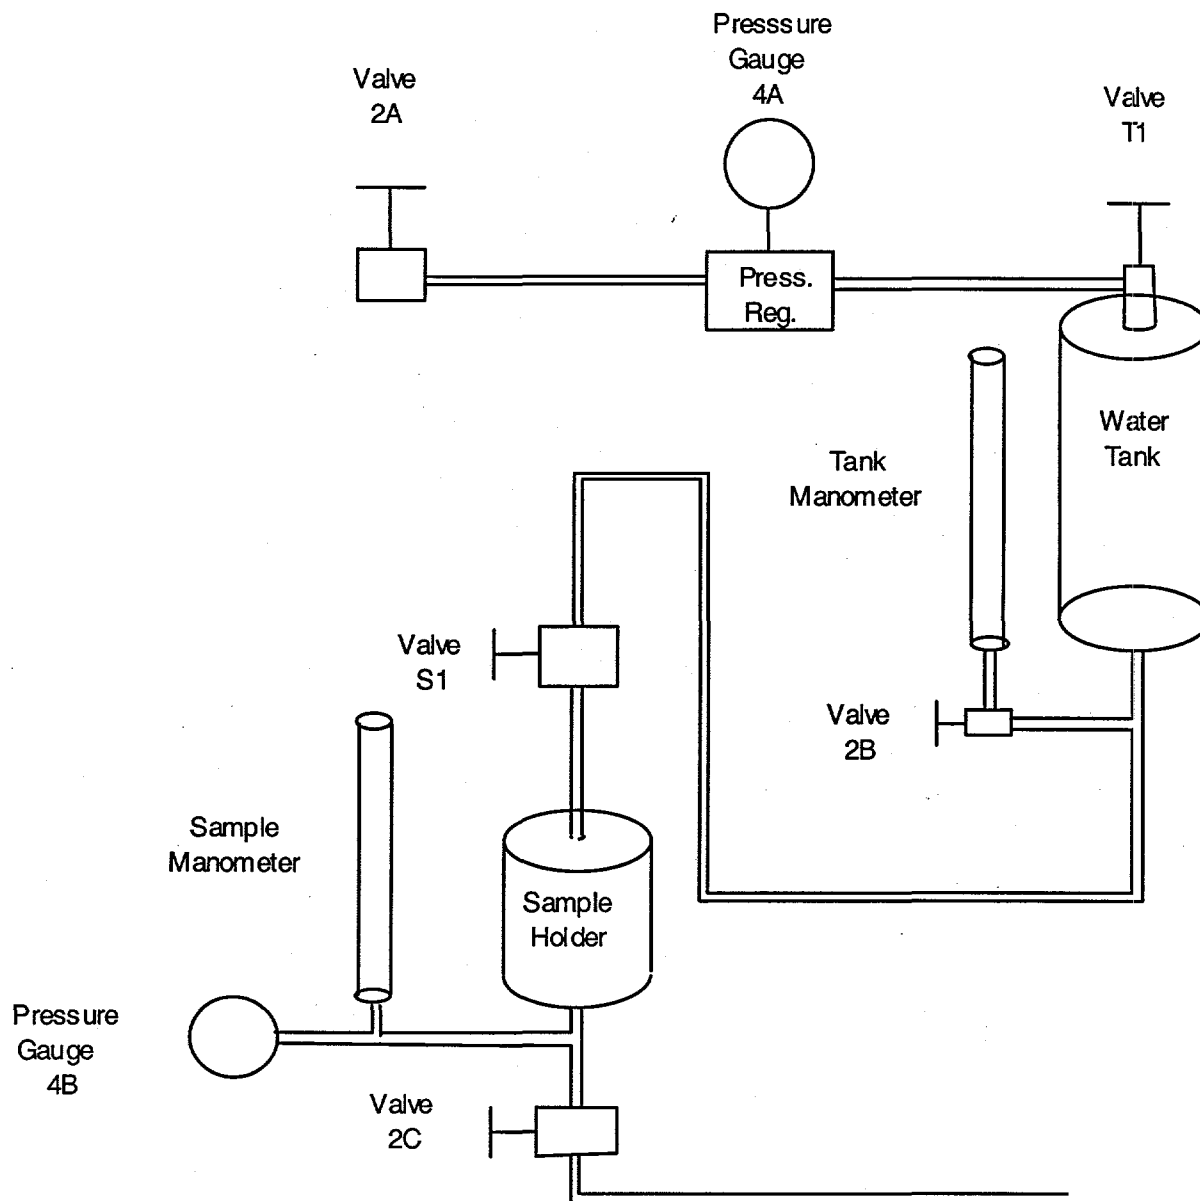 Presssure
Gauge
4A
Valve
2A
Valve
T1
Press.
Reg.
Water
Tank
Tank
Manometer
Valve
S1
Valve
2B
Sample
Manometer
Sample
Holder
Pressure
Gauge
4B
Valve
2C